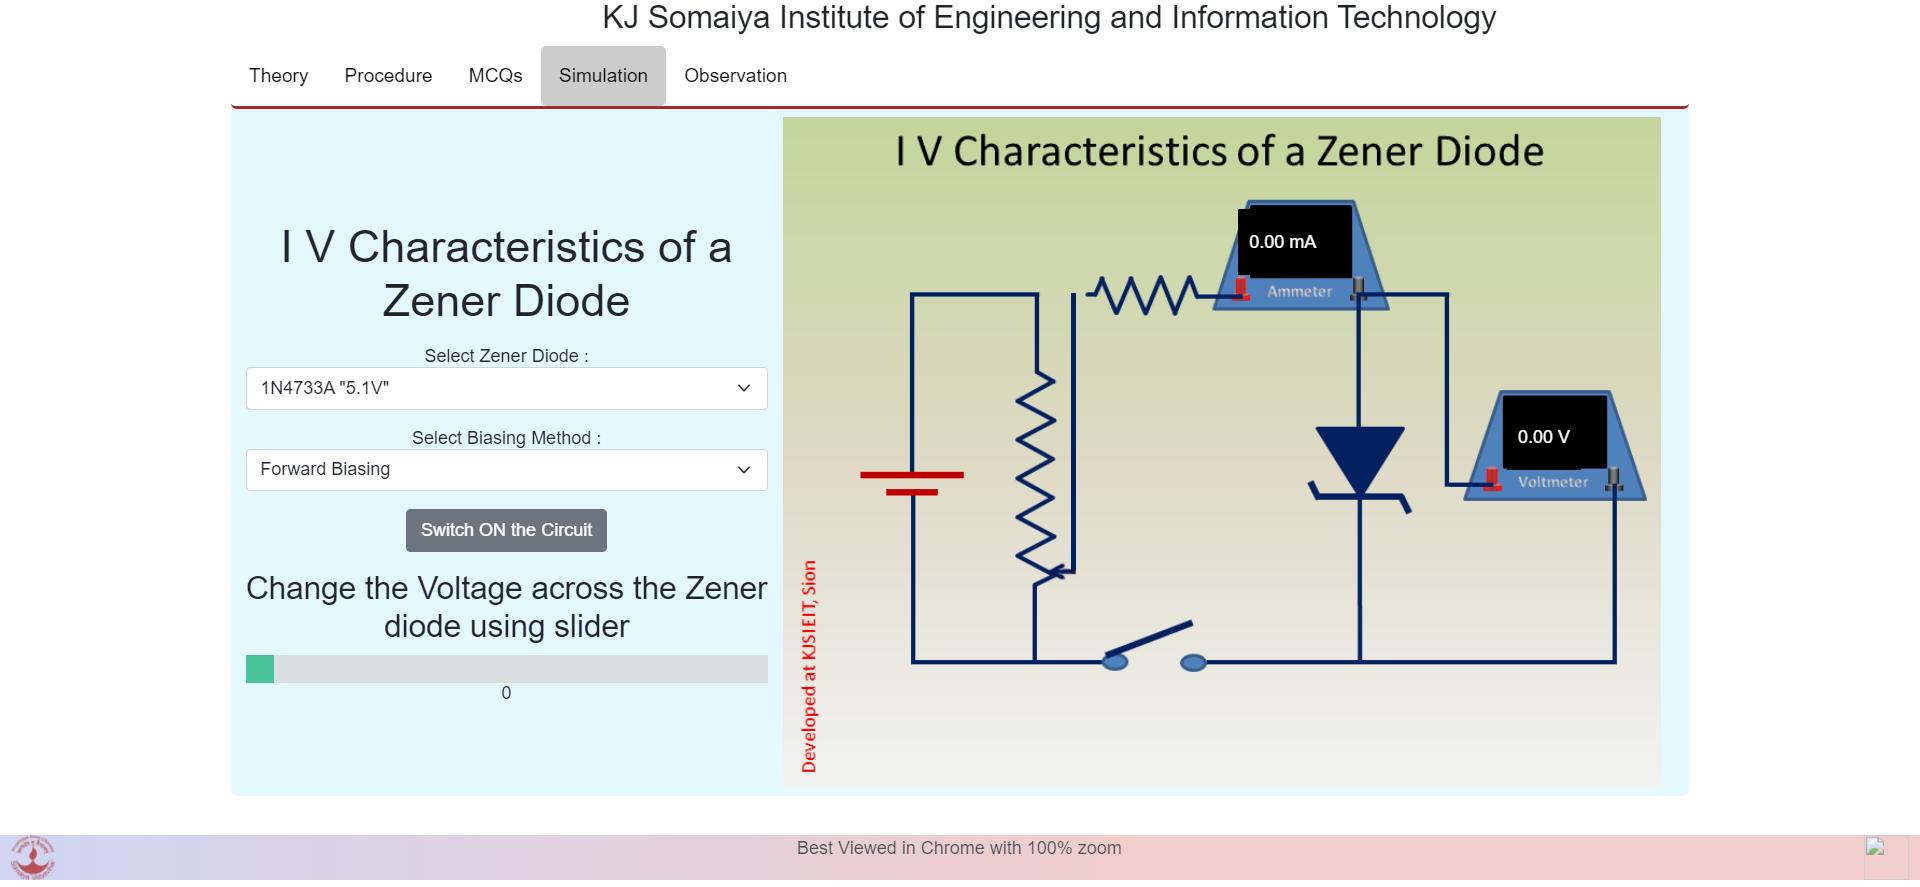 KJ Somaiya Institute of Engineering and Information Technology
Theory Procedure MCQs Simulation Observation
I V Characteristics of a
Zener Diode
Select Zener Diode :
1N4733A "5.1V"
Select Biasing Method :
Forward Biasing
Switch ON the Circuit
Change the Voltage across the Zener
diode using slider
0
I V Characteristics of a Zener Diode
0.00 mA
Ammeter
0.00 V
Voltmeter
Developed at KJSIEIT, Sion
Best Viewed in Chrome with 100% zoom